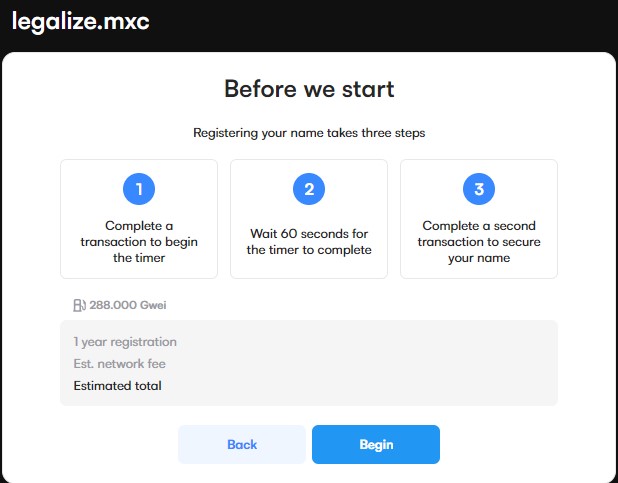 legalize.mxc
Before we start
Registering your name takes three steps
1
Complete a
transaction to begin
the timer
2
Wait 60 seconds for
the timer to complete
3
Complete a second
transaction to secure
your name
288.000 Gwei
1 year registration
Est. network fee
Estimated total
Back
Begin